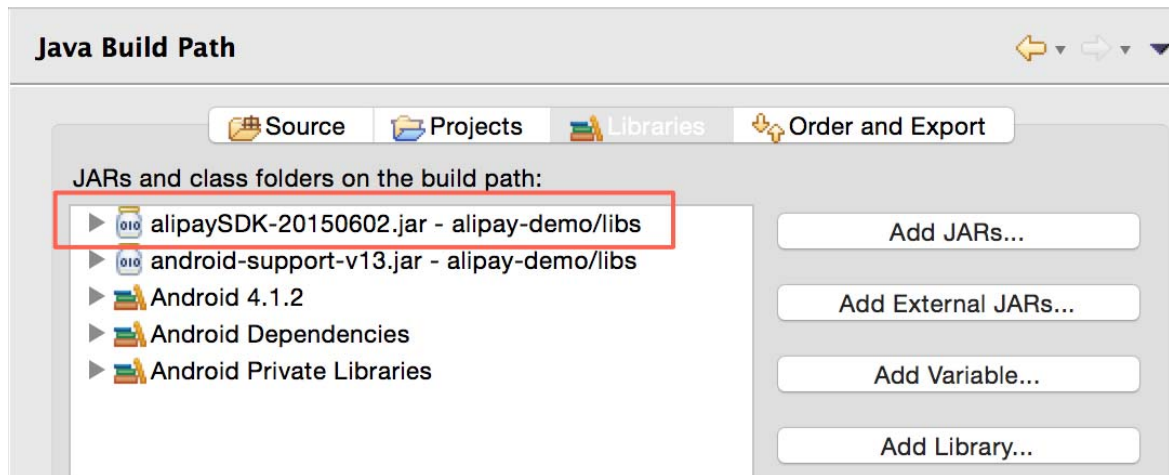 Java Build Path
Source Projects Libraries Order and Export
JARs and class folders on the build path:
alipaySDK-20150602.jar - alipay-demo/libs
android-support-v13.jar - alipay-demo/libs
Android 4.1.2
Android Dependencies
Android Private Libraries
Add JARs...
Add External JARs...
Add Variable...
Add Library...